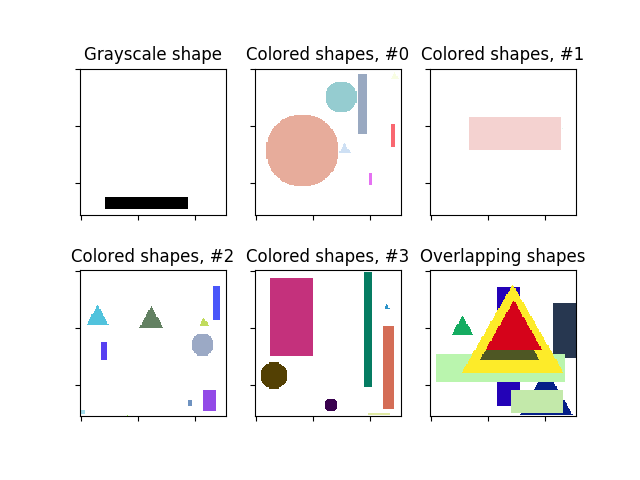 Grayscale shape
Colored shapes, #0
Colored shapes, #1
Colored shapes, #2
Colored shapes, #3
Overlapping shapes